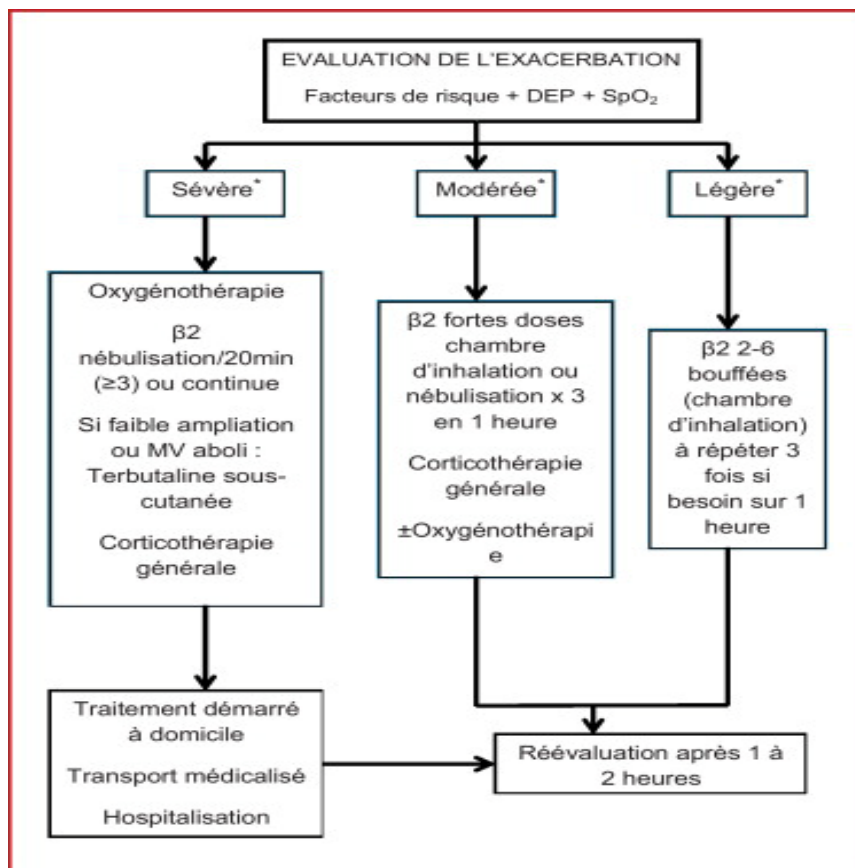 EVALUATION DE L'EXACERBATION
Facteurs de risque + DEP + SpO₂
Sévère*
Modérée*
Légère*
Oxygénothérapie
β2
nébulisation/20min
(≥3) ou continue
Si faible ampliation
ou MV aboli :
Terbutaline sous-
cutanée
Corticothérapie
générale
β2 fortes doses
chambre
d'inhalation ou
nébulisation x 3
en 1 heure
Corticothérapie
générale
±Oxygénothérapi
e
β2 2-6
bouffées
(chambre
d'inhalation)
à répéter 3
fois si
besoin sur 1
heure
Traitement démarré
à domicile
Transport médicalisé
Hospitalisation
Réévaluation après 1 à
2 heures